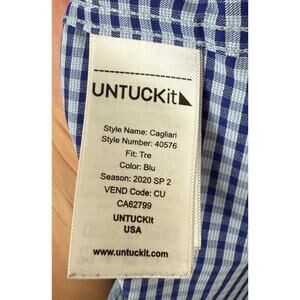 UNTUCKit
Style Name: Cagliari
Style Number: 40576
Fit: Tre
Color: Blu
Season: 2020 SP 2
VEND Code: CU
CA62799
UNTUCKit
USA
www.untuckit.com